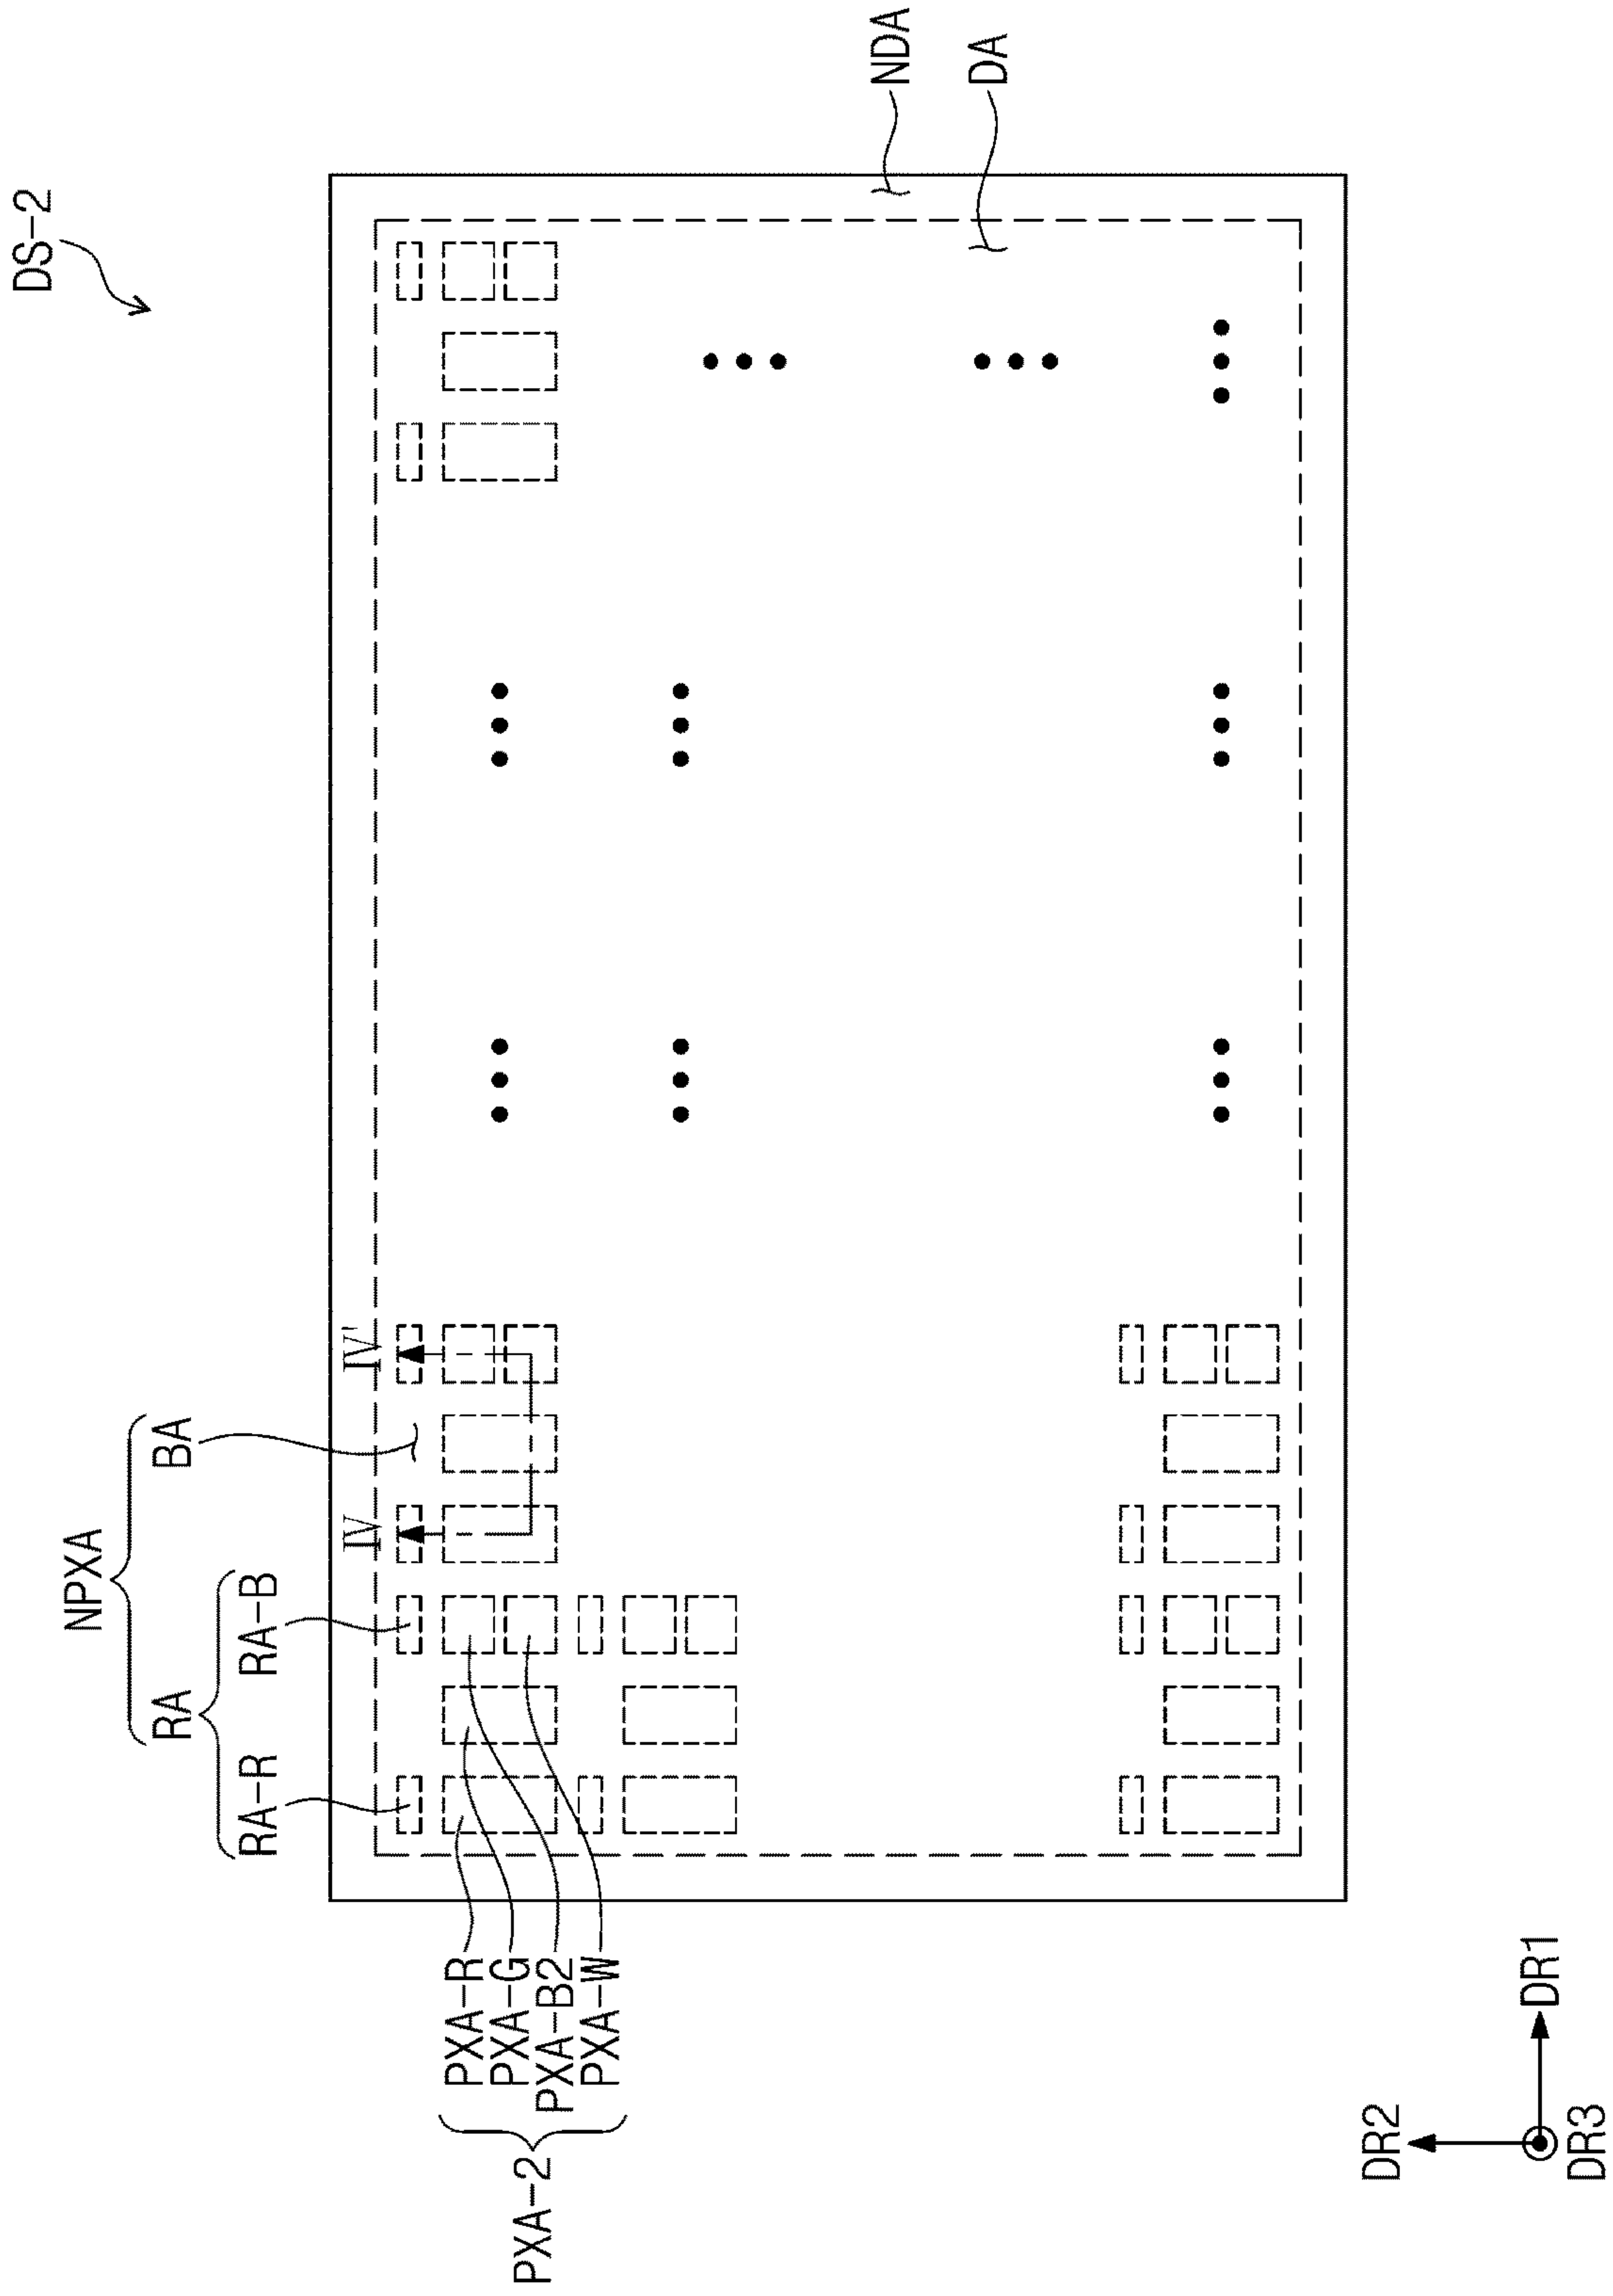 DS-2
NPXA
RA
BA
RA-R
RA-B
IV
IV'
NDA
DA
PXA-2
PXA-R
PXA-G
PXA-B2
PXA-W
DR2
DR3
DR1